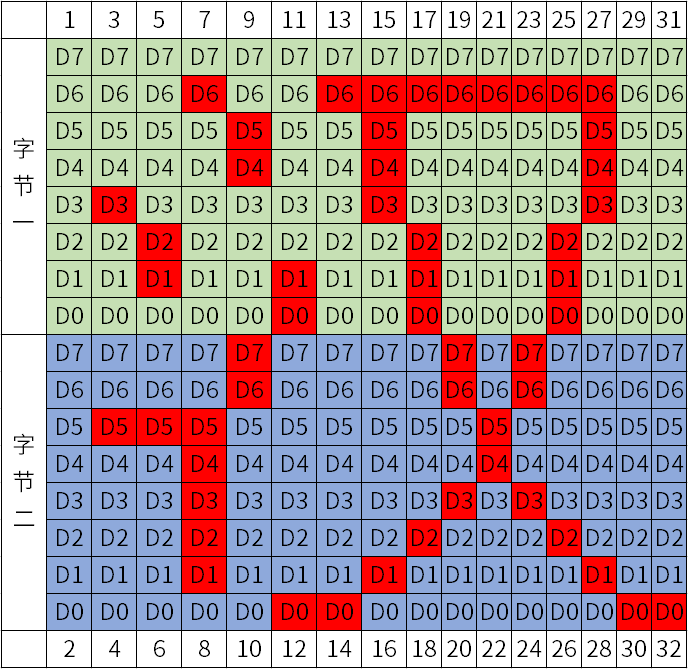 1 3 5 7 9 11 13 15 17 19 21 23 25 27 29 31
字节一
D7 D7 D7 D7 D7 D7 D7 D7 D7 D7 D7 D7 D7 D7 D7 D7
D6 D6 D6 D6 D6 D6 D6 D6 D6 D6 D6 D6 D6 D6 D6 D6
D5 D5 D5 D5 D5 D5 D5 D5 D5 D5 D5 D5 D5 D5 D5 D5
D4 D4 D4 D4 D4 D4 D4 D4 D4 D4 D4 D4 D4 D4 D4 D4
D3 D3 D3 D3 D3 D3 D3 D3 D3 D3 D3 D3 D3 D3 D3 D3
D2 D2 D2 D2 D2 D2 D2 D2 D2 D2 D2 D2 D2 D2 D2 D2
D1 D1 D1 D1 D1 D1 D1 D1 D1 D1 D1 D1 D1 D1 D1 D1
D0 D0 D0 D0 D0 D0 D0 D0 D0 D0 D0 D0 D0 D0 D0 D0
字节二
D7 D7 D7 D7 D7 D7 D7 D7 D7 D7 D7 D7 D7 D7 D7 D7
D6 D6 D6 D6 D6 D6 D6 D6 D6 D6 D6 D6 D6 D6 D6 D6
D5 D5 D5 D5 D5 D5 D5 D5 D5 D5 D5 D5 D5 D5 D5 D5
D4 D4 D4 D4 D4 D4 D4 D4 D4 D4 D4 D4 D4 D4 D4 D4
D3 D3 D3 D3 D3 D3 D3 D3 D3 D3 D3 D3 D3 D3 D3 D3
D2 D2 D2 D2 D2 D2 D2 D2 D2 D2 D2 D2 D2 D2 D2 D2
D1 D1 D1 D1 D1 D1 D1 D1 D1 D1 D1 D1 D1 D1 D1 D1
D0 D0 D0 D0 D0 D0 D0 D0 D0 D0 D0 D0 D0 D0 D0 D0
2 4 6 8 10 12 14 16 18 20 22 24 26 28 30 32